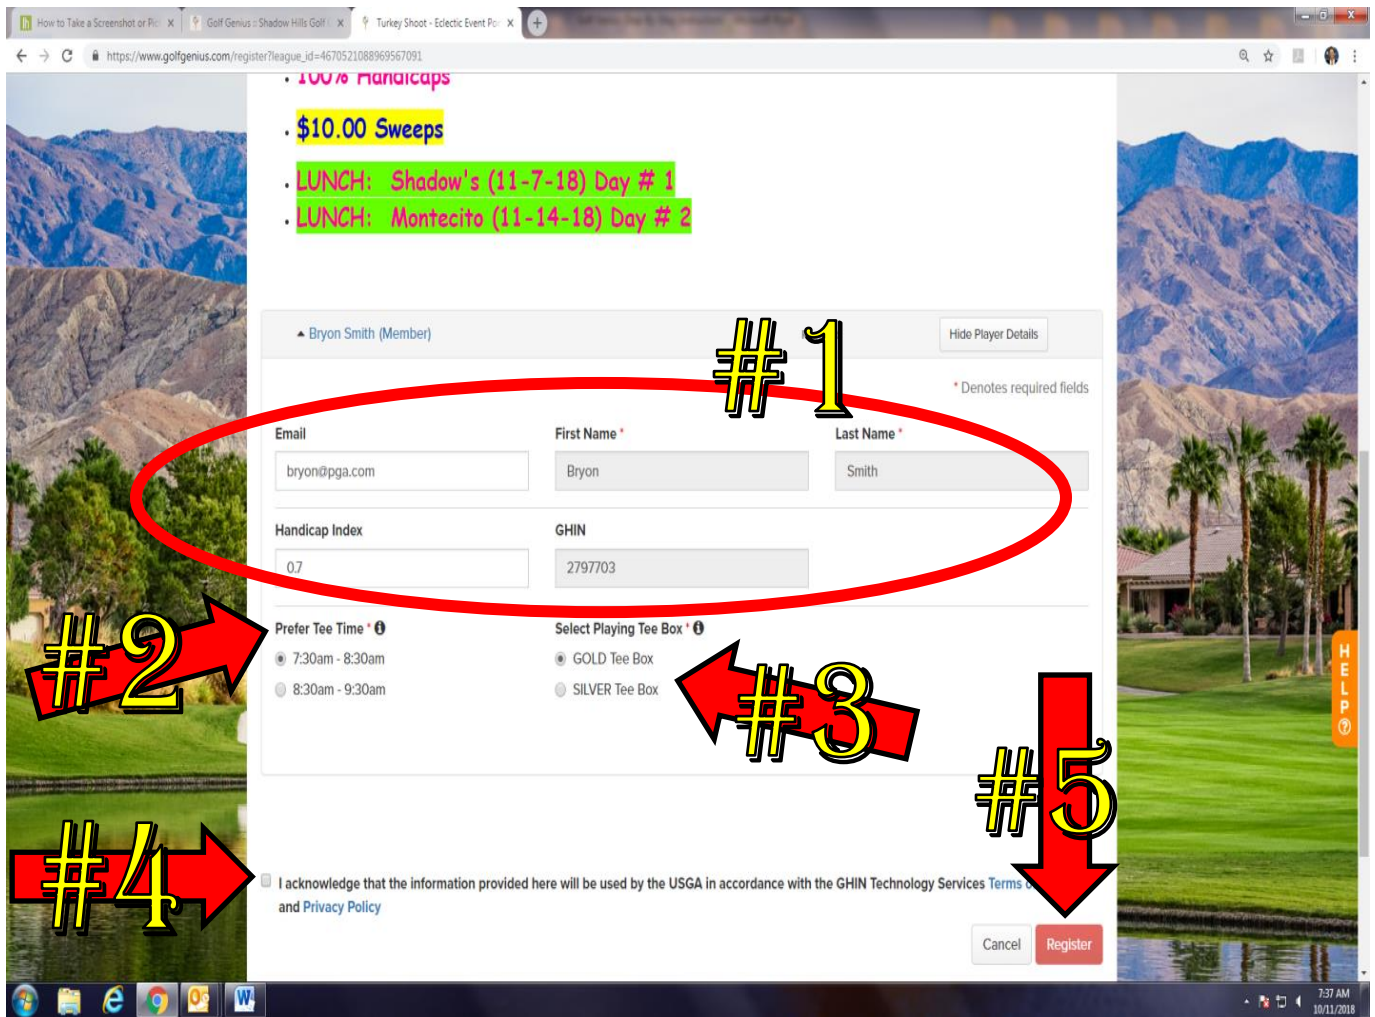 How to Take a Screenshot or Pic
Golf Genius :: Shadow Hills Golf
Turkey Shoot - Eclectic Event Po
https://www.golfgenius.com/register?league_id=4670521088969567091
• 100% Handicaps
• $10.00 Sweeps
• LUNCH: Shadow's (11-7-18) Day # 1
• LUNCH: Montecito (11-14-18) Day # 2
Bryon Smith (Member)
Hide Player Details
#1
* Denotes required fields
Email
First Name *
Last Name *
bryon@pga.com
Bryon
Smith
Handicap Index
GHIN
0.7
2797703
#2
Prefer Tee Time *
Select Playing Tee Box *
7:30am - 8:30am
GOLD Tee Box
8:30am - 9:30am
SILVER Tee Box
#3
HELP
#5
#4
I acknowledge that the information provided here will be used by the USGA in accordance with the GHIN Technology Services Terms
and Privacy Policy
Cancel
Register
7:37 AM
10/11/2018